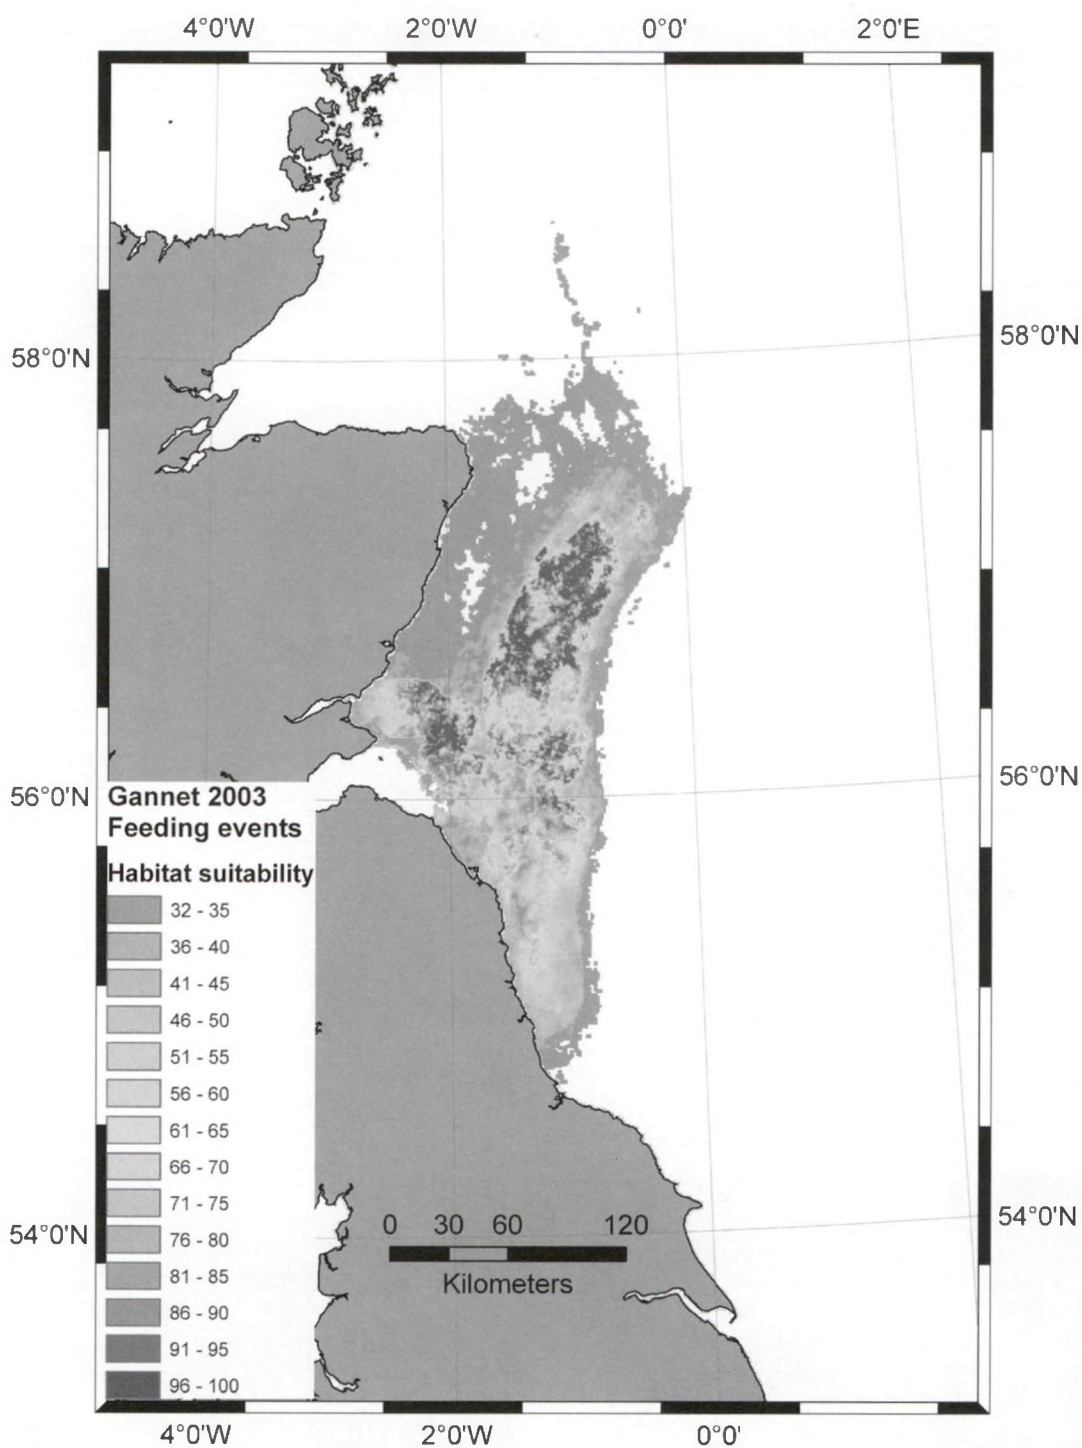 4°0'W 2°0'W 0°0' 2°0'E
58°0'N 58°0'N
56°0'N 56°0'N
Gannet 2003
Feeding events
Habitat suitability
32 - 35
36 - 40
41 - 45
46 - 50
51 - 55
56 - 60
61 - 65
66 - 70
71 - 75
76 - 80
81 - 85
86 - 90
91 - 95
96 - 100
54°0'N 54°0'N
0 30 60 120
Kilometers
4°0'W 2°0'W 0°0'